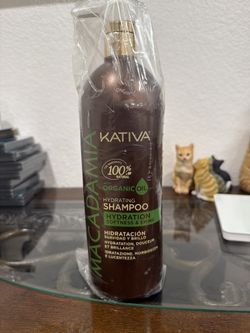 MACADAMIA
KATIVA
100%
NATURAL
ORGANIC OIL
HYDRATING
SHAMPOO
HYDRATION
SOFTNESS & SHINE
HIDRATACIÓN
SUAVIDAD Y BRILLO
HYDRATATION, DOUCEUR
ET BRILLANCE
IDRATAZIONE, MORBIDEZZA
E LUCENTEZZA